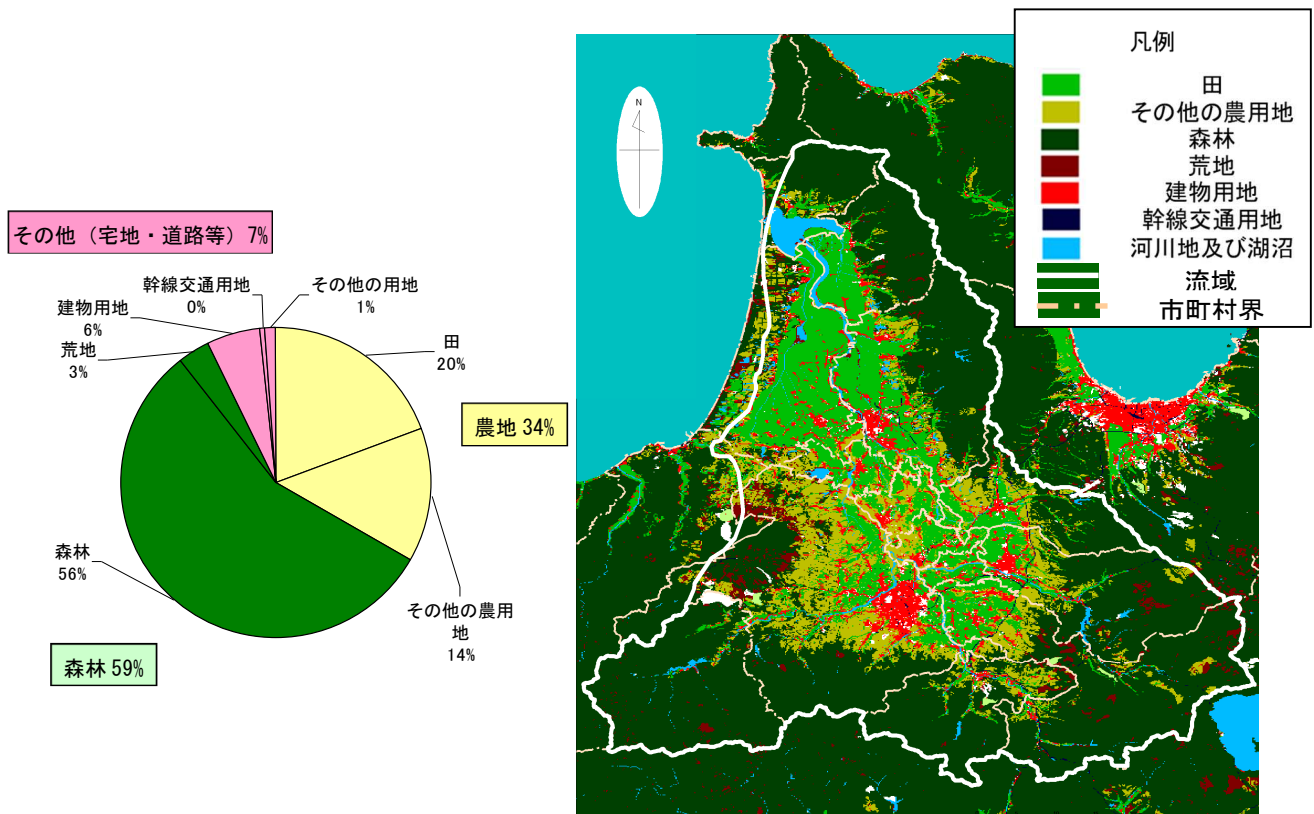 凡例
田
その他の農用地
森林
荒地
建物用地
幹線交通用地
河川地及び湖沼
流域
市町村界
N
その他（宅地・道路等）7%
幹線交通用地
0%
その他の用地
1%
建物用地
6%
荒地
3%
田
20%
農地 34%
森林
56%
その他の農用
地
14%
森林 59%